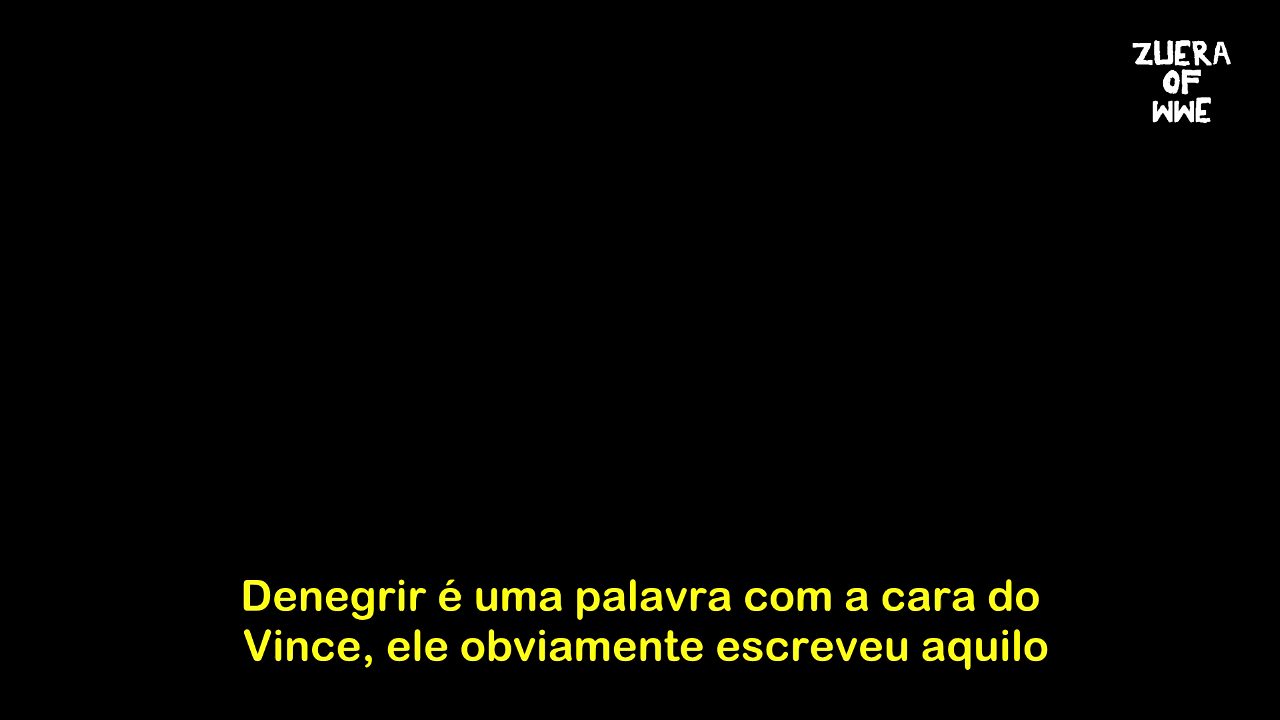 ZUERA
OF
WWE
Denegrir é uma palavra com a cara do
Vince, ele obviamente escreveu aquilo